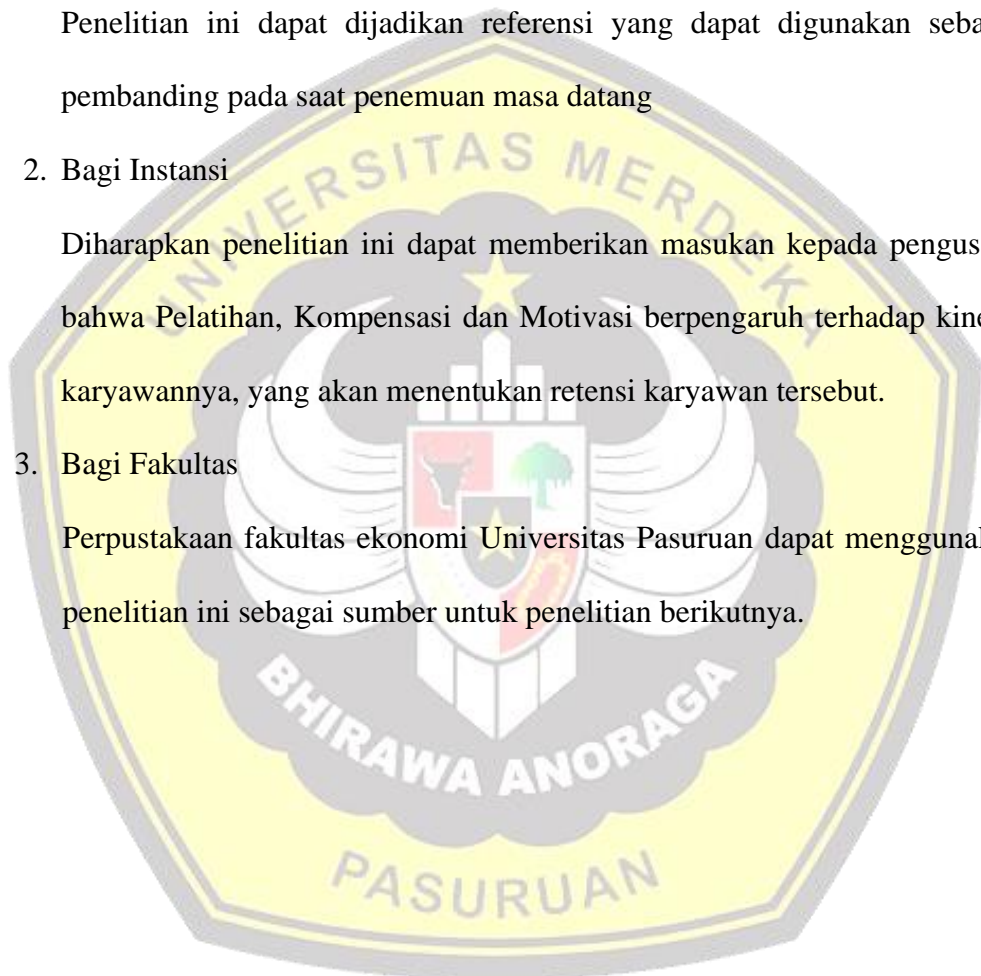 Penelitian ini dapat dijadikan referensi yang dapat digunakan seba
pembanding pada saat penemuan masa datang
2. Bagi Instansi
Diharapkan penelitian ini dapat memberikan masukan kepada pengus
bahwa Pelatihan, Kompensasi dan Motivasi berpengaruh terhadap kine
karyawannya, yang akan menentukan retensi karyawan tersebut.
3. Bagi Fakultas
Perpustakaan fakultas ekonomi Universitas Pasuruan dapat menggunal
penelitian ini sebagai sumber untuk penelitian berikutnya.
UNIVERSITAS MERDEKA
BHIRAWA ANORAGA
PASURUAN